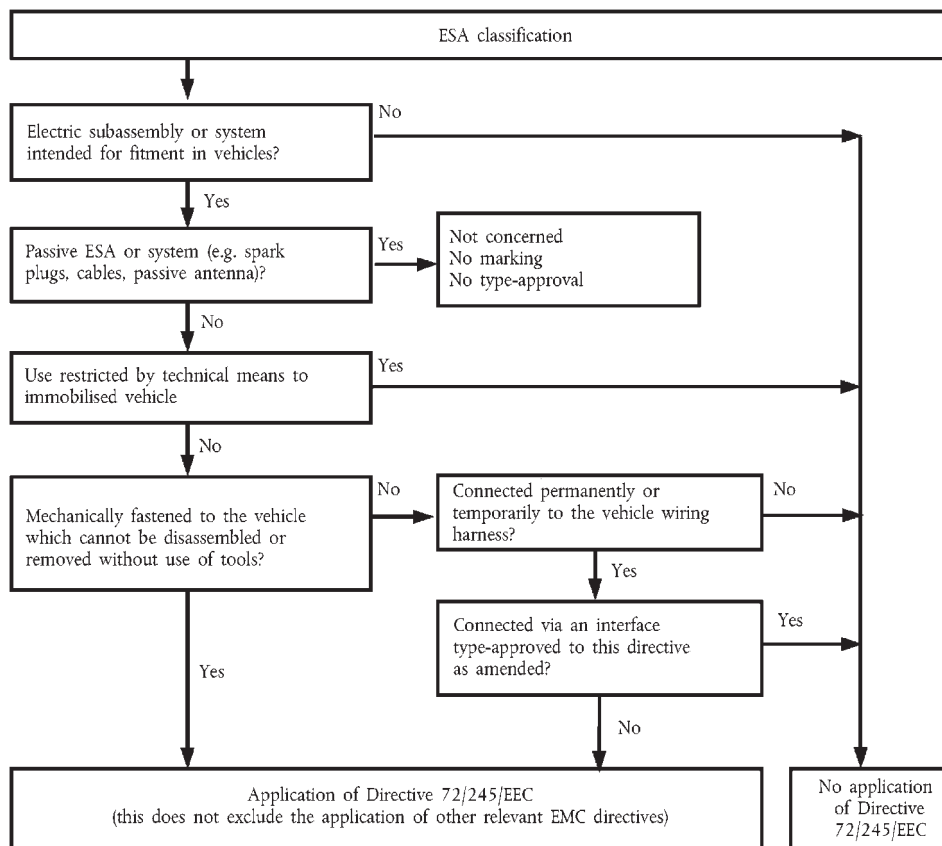 ESA classification
No
Electric subassembly or system
intended for fitment in vehicles?
Yes
Passive ESA or system (e.g. spark
plugs, cables, passive antenna)?
Yes
Not concerned
No marking
No type-approval
No
Use restricted by technical means to
immobilised vehicle
Yes
No
Mechanically fastened to the vehicle
which cannot be disassembled or
removed without use of tools?
No
Connected permanently or
temporarily to the vehicle wiring
harness?
No
Yes
Connected via an interface
type-approved to this directive
as amended?
Yes
Yes
No
Application of Directive 72/245/EEC
(this does not exclude the application of other relevant EMC directives)
No application
of Directive
72/245/EEC